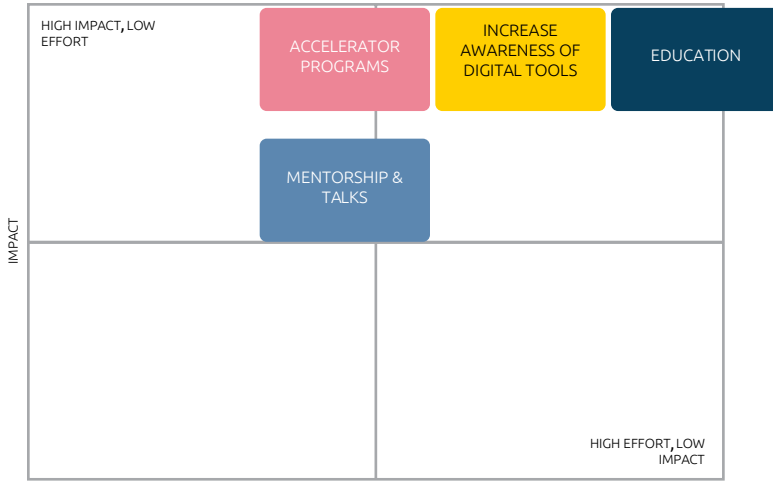 HIGH IMPACT, LOW
EFFORT
ACCELERATOR
PROGRAMS
INCREASE
AWARENESS OF
DIGITAL TOOLS
EDUCATION
MENTORSHIP &
TALKS
IMPACT
HIGH EFFORT, LOW
IMPACT